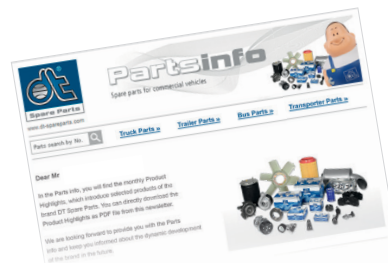 dt
Spare Parts
www.dt-spareparts.com
Partsinfo
Spare parts for commercial vehicles
Parts search by No.
Truck Parts »
Trailer Parts »
Bus Parts »
Transporter Parts »
Dear Mr
In the Parts info, you will find the monthly Product
Highlights, which introduce selected products of the
brand DT Spare Parts. You can directly download the
Product Highlights as PDF file from this newsletter.
We are looking forward to provide you with the Parts
info and keep you informed about the dynamic development
of the brand in the future.